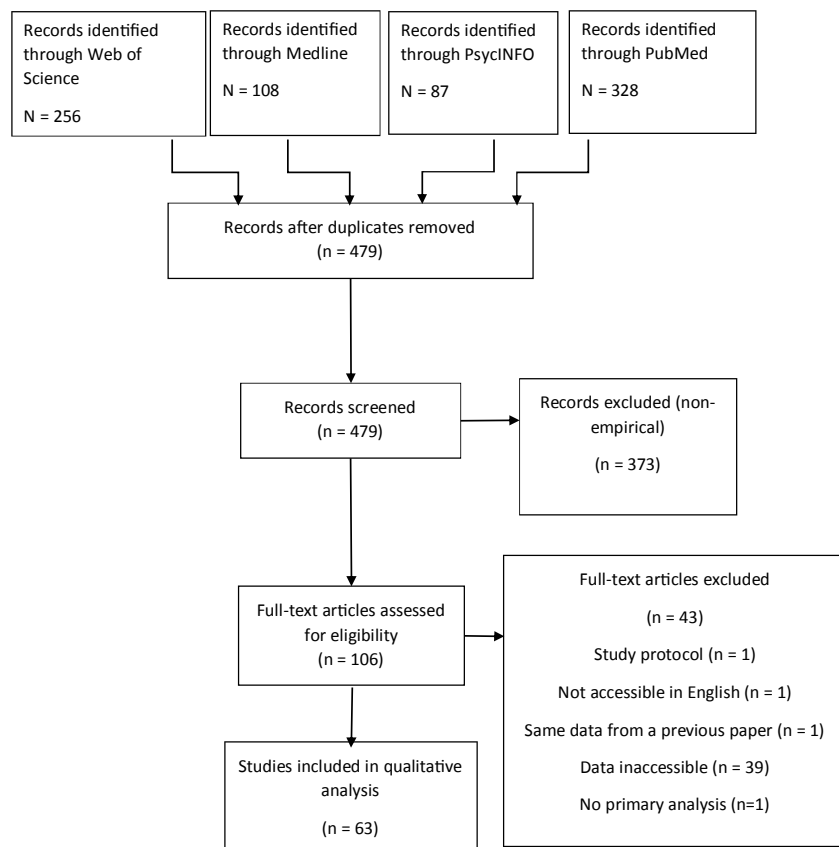 Records identified
through Web of
Science
N = 256
Records identified
through Medline
N = 108
Records identified
through PsycINFO
N = 87
Records identified
through PubMed
N = 328
Records after duplicates removed
(n = 479)
Records screened
(n = 479)
Records excluded (non-
empirical)
(n = 373)
Full-text articles assessed
for eligibility
(n = 106)
Full-text articles excluded
(n = 43)
Study protocol (n = 1)
Not accessible in English (n = 1)
Same data from a previous paper (n = 1)
Data inaccessible (n = 39)
No primary analysis (n=1)
Studies included in qualitative
analysis
(n = 63)